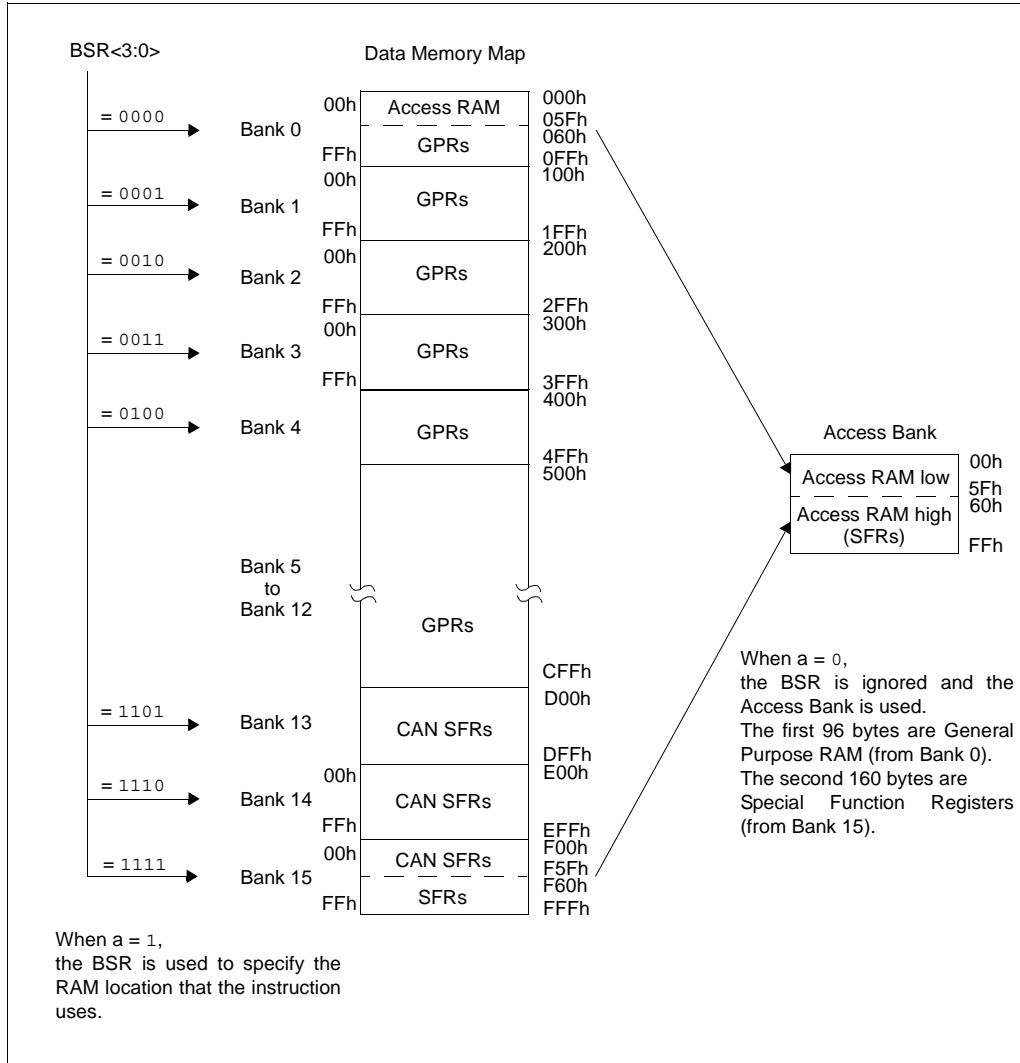 BSR<3:0>
Data Memory Map
= 0000
Bank 0
00h
Access RAM
000h
05Fh
060h
GPRs
FFh
0FFh
= 0001
Bank 1
00h
100h
GPRs
FFh
1FFh
= 0010
Bank 2
00h
200h
GPRs
FFh
2FFh
= 0011
Bank 3
00h
300h
GPRs
FFh
3FFh
= 0100
Bank 4
400h
GPRs
4FFh
500h
Bank 5
to
Bank 12
GPRs
CFFh
= 1101
Bank 13
D00h
CAN SFRs
DFFh
= 1110
Bank 14
00h
E00h
CAN SFRs
FFh
EFFh
= 1111
Bank 15
00h
F00h
CAN SFRs
F5Fh
F60h
SFRs
FFh
FFFh
Access Bank
Access RAM low
00h
5Fh
60h
Access RAM high
(SFRs)
FFh
When a = 0,
the BSR is ignored and the
Access Bank is used.
The first 96 bytes are General
Purpose RAM (from Bank 0).
The second 160 bytes are
Special Function Registers
(from Bank 15).
When a = 1,
the BSR is used to specify the
RAM location that the instruction
uses.